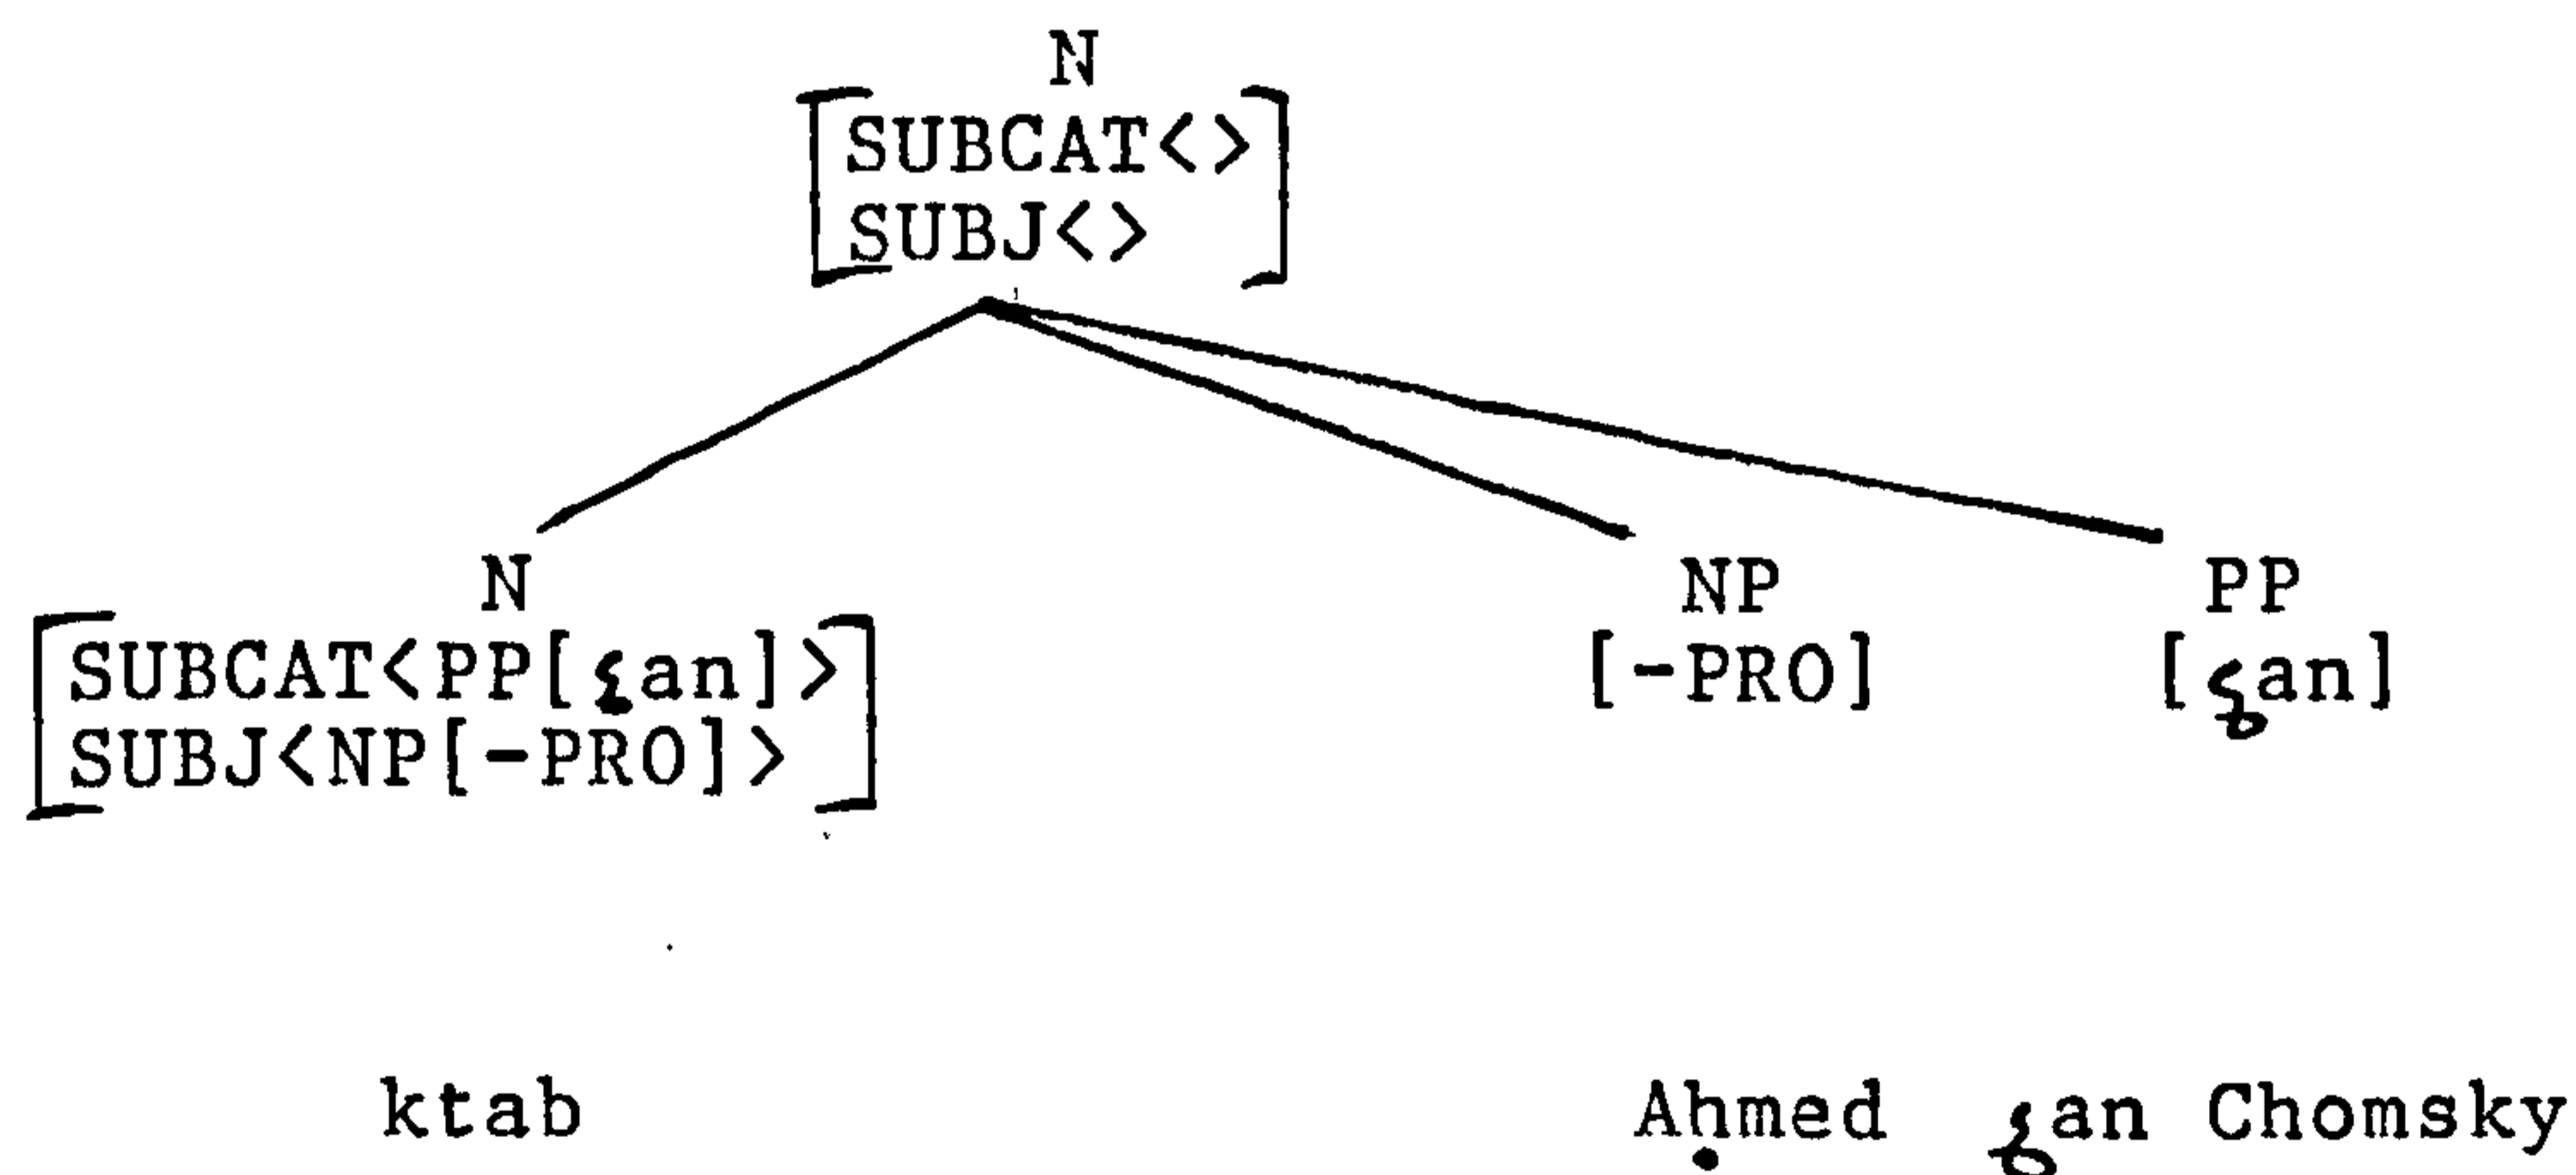 N
SUBCAT<>
SUBJ<>
N NP PP
SUBCAT<PP[ʕan]> [-PRO] [ʕan]
SUBJ<NP[-PRO]>
ktab Aḥmed ʕan Chomsky